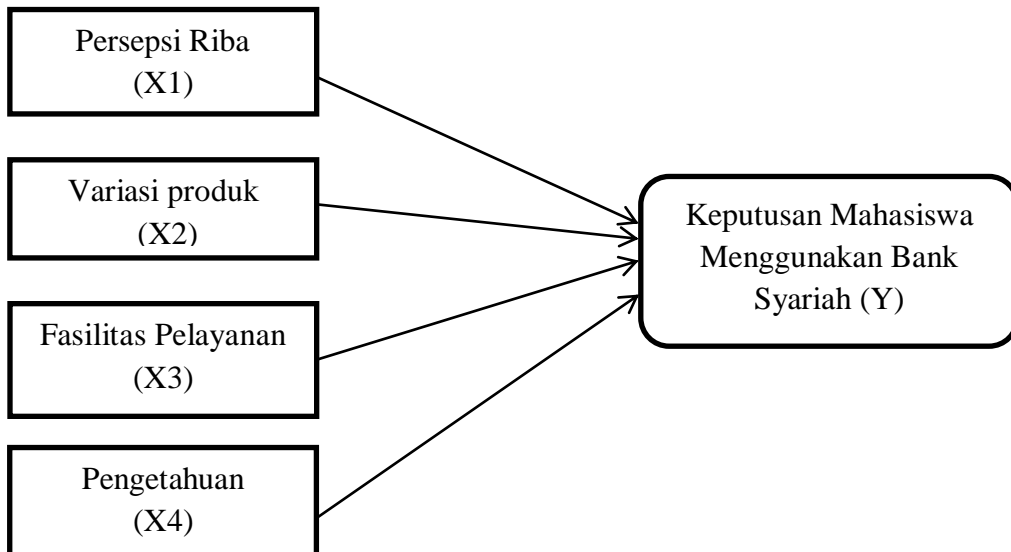 Persepsi Riba
(X1)
Variasi produk
(X2)
Fasilitas Pelayanan
(X3)
Pengetahuan
(X4)
Keputusan Mahasiswa
Menggunakan Bank
Syariah (Y)